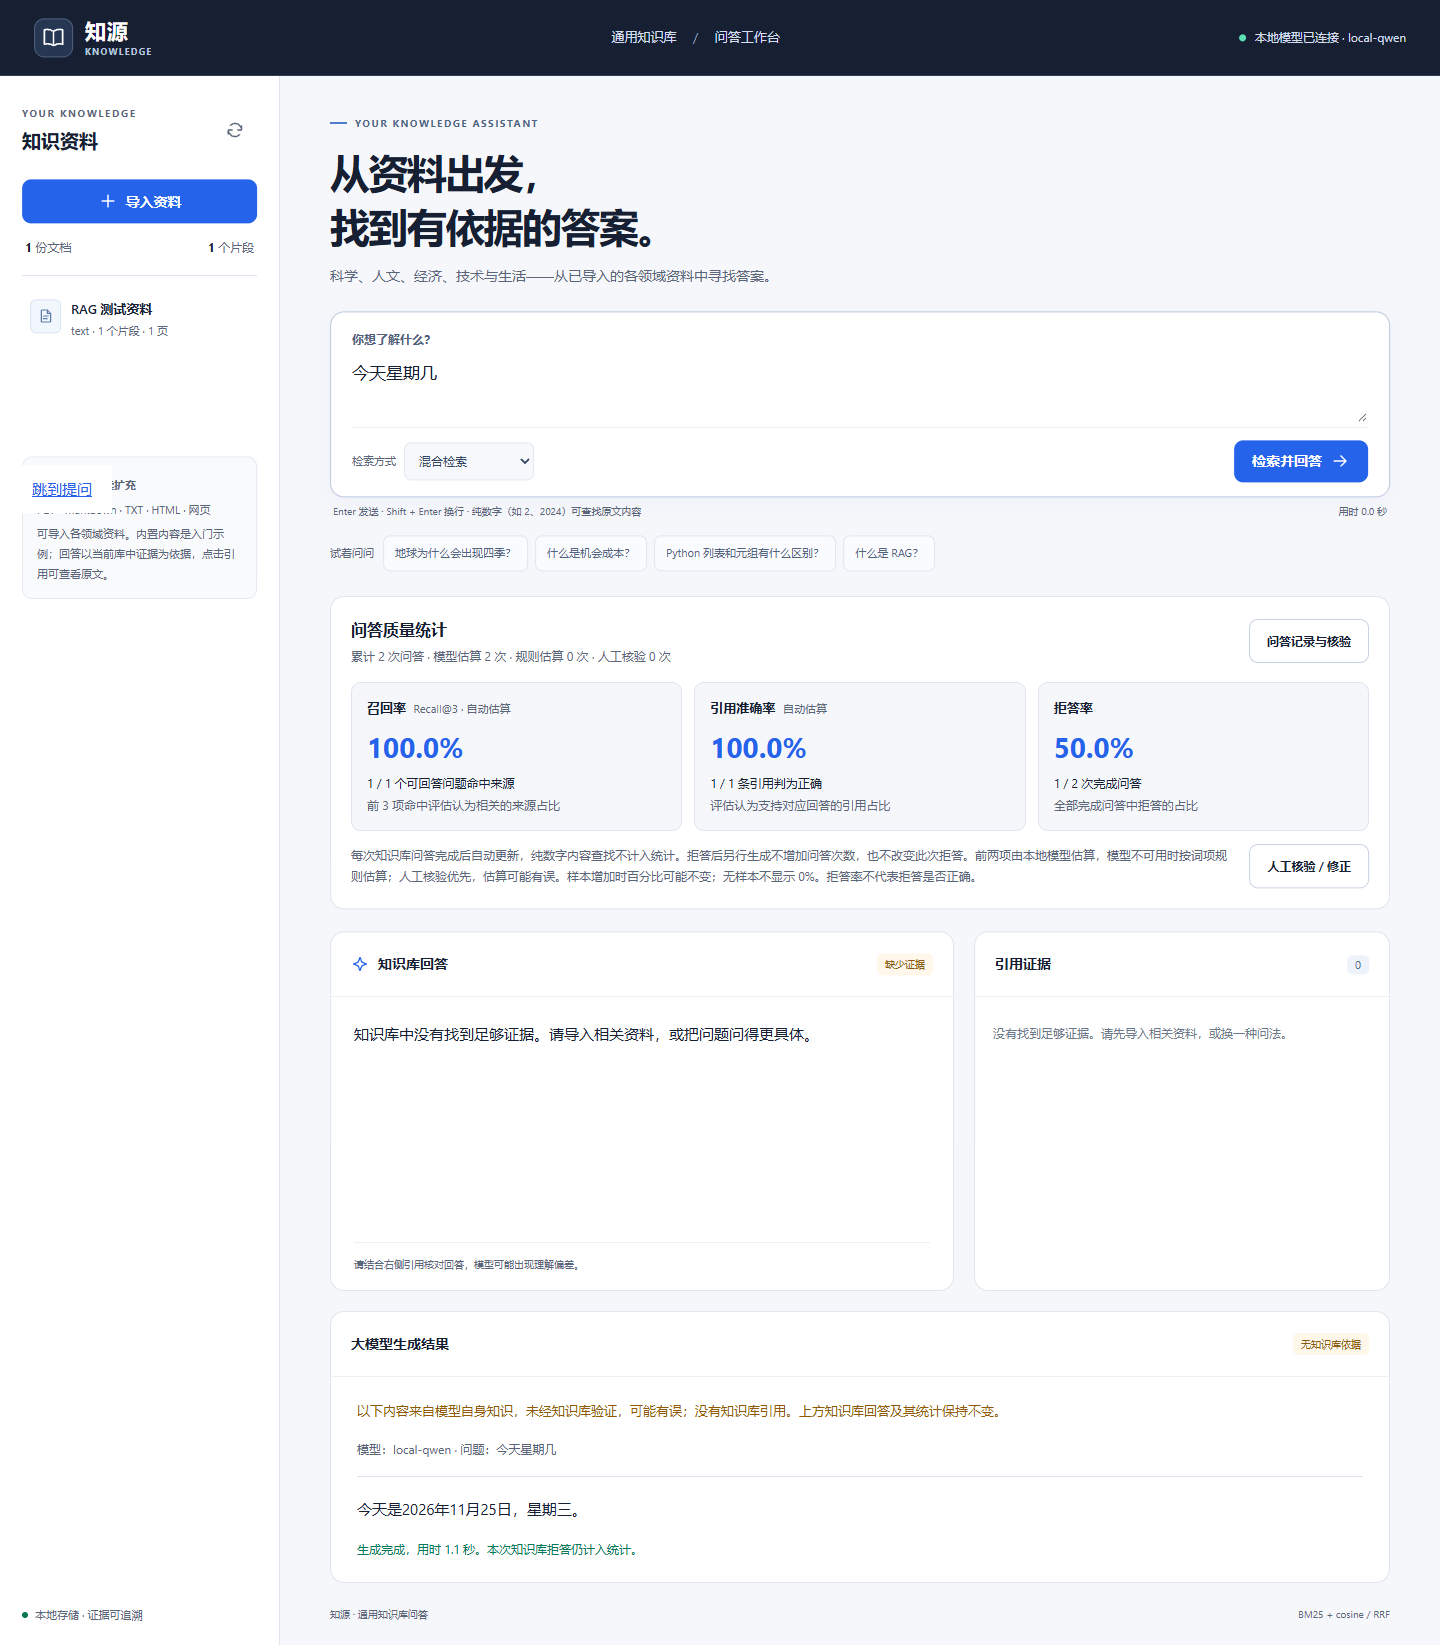 知源
KNOWLEDGE
通用知识库 / 问答工作台
本地模型已连接 · local-qwen
YOUR KNOWLEDGE
知识资料
导入资料
1 份文档
1 个片段
RAG 测试资料
text · 1 个片段 · 1 页
跳到提问
扩充
TXT · HTML · 网页
可导入各领域资料。内置内容是入门示
例；回答以当前库中证据为依据，点击引
用可查看原文。
本地存储 · 证据可追溯
YOUR KNOWLEDGE ASSISTANT
从资料出发，
找到有依据的答案。
科学、人文、经济、技术与生活——从已导入的各领域资料中寻找答案。
你想了解什么？
今天星期几
检索方式
混合检索
检索并回答
Enter 发送 · Shift + Enter 换行 · 纯数字（如 2、2024）可查找原文内容
用时 0.0 秒
试着问问
地球为什么会出现四季？
什么是机会成本？
Python 列表和元组有什么区别？
什么是 RAG？
问答质量统计
累计 2 次问答 · 模型估算 2 次 · 规则估算 0 次 · 人工核验 0 次
问答记录与核验
召回率 Recall@3 · 自动估算
100.0%
1 / 1 个可回答问题命中来源
前 3 项命中评估认为相关的来源占比
引用准确率 自动估算
100.0%
1 / 1 条引用判为正确
评估认为支持对应回答的引用占比
拒答率
50.0%
1 / 2 次完成问答
全部完成问答中拒答的占比
每次知识库问答完成后自动更新，纯数字内容查找不计入统计。拒答后另行生成不增加问答次数，也不改变此次拒答。前两项由本地模型估算，模型不可用时按词项规
则估算；人工核验优先，估算可能有误。样本增加时百分比可能不变；无样本不显示 0%。拒答率不代表拒答是否正确。
人工核验 / 修正
知识库回答
缺少证据
知识库中没有找到足够证据。请导入相关资料，或把问题问得更具体。
请结合右侧引用核对回答，模型可能出现理解偏差。
引用证据
0
没有找到足够证据。请先导入相关资料，或换一种问法。
大模型生成结果
无知识库依据
以下内容来自模型自身知识，未经知识库验证，可能有误；没有知识库引用。上方知识库回答及其统计保持不变。
模型：local-qwen · 问题：今天星期几
今天是2026年11月25日，星期三。
生成完成，用时 1.1 秒。本次知识库拒答仍计入统计。
知源 · 通用知识库问答
BM25 + cosine / RRF